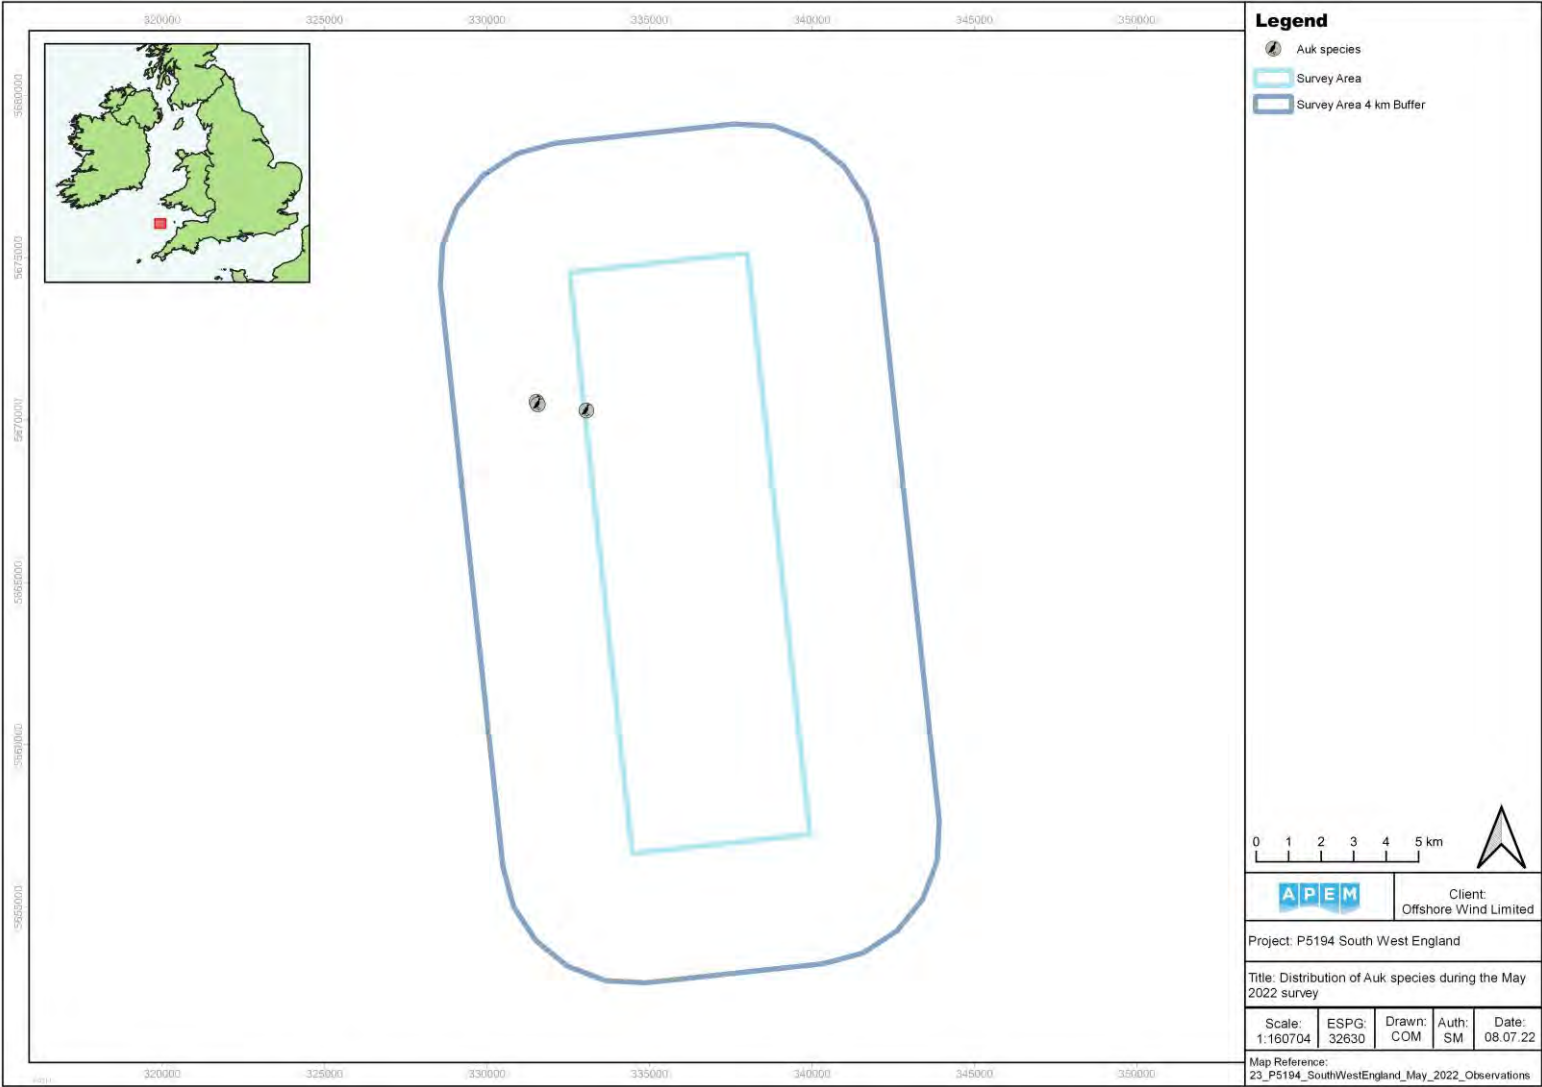 320000 325000 330000 335000 340000 345000 350000
5680000
5675000
5670000
5665000
5660000
5655000
320000 325000 330000 335000 340000 345000 350000
Legend
Auk species
Survey Area
Survey Area 4 km Buffer
0 1 2 3 4 5 km
APEM
Client:
Offshore Wind Limited
Project: P5194 South West England
Title: Distribution of Auk species during the May
2022 survey
Scale: ESPG: Drawn: Auth: Date:
1:160704 32630 COM SM 08.07.22
Map Reference:
23_P5194_SouthWestEngland_May_2022_Observations